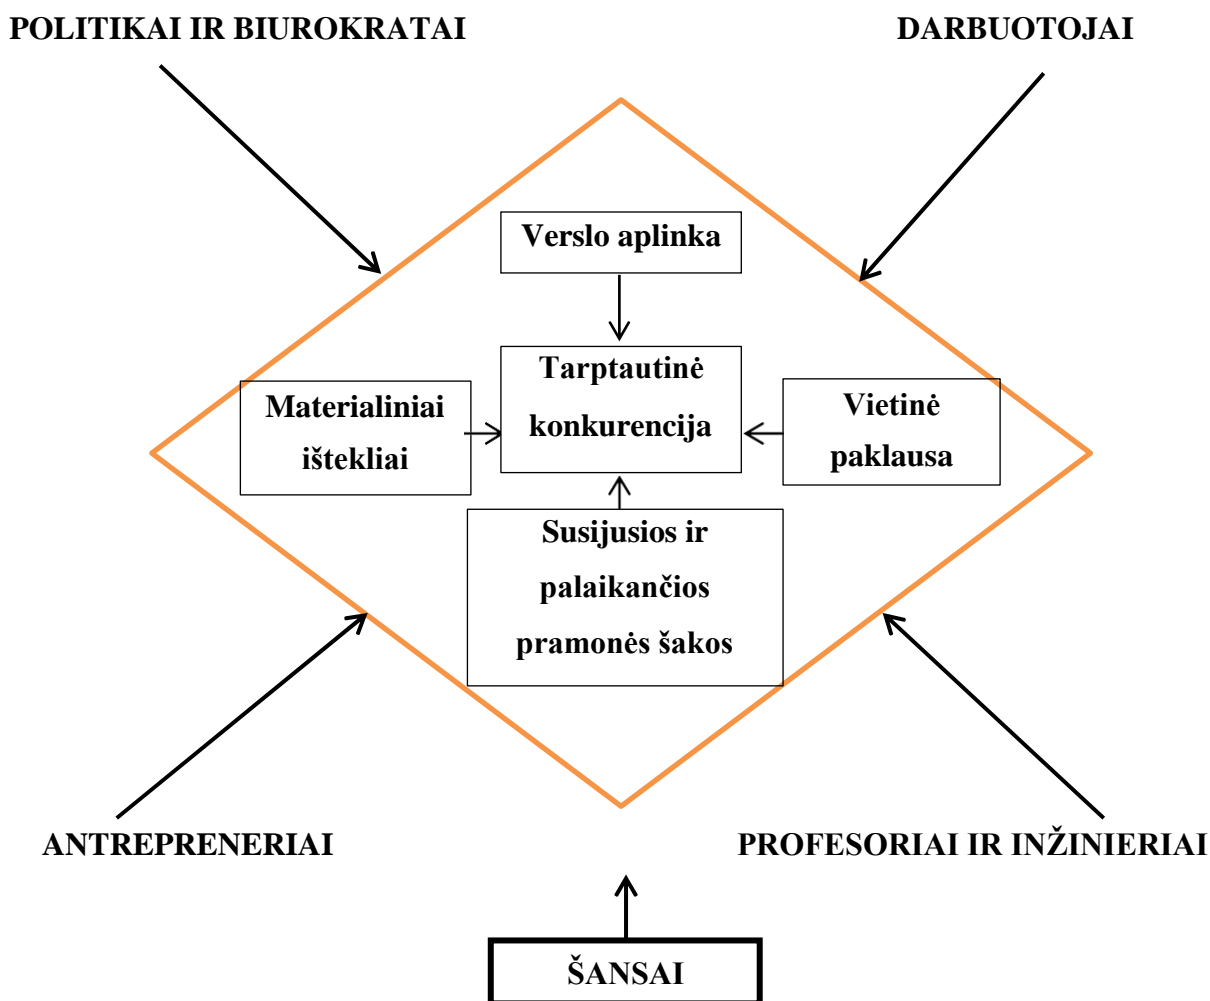 POLITIKAI IR BIUROKRATAI
DARBUOTOJAI
Verslo aplinka
Tarptautinė
konkurencija
Materialiniai
ištekliai
Vietinė
paklausa
Susijusios ir
palaikančios
pramonės šakos
ANTREPRENERIAI
PROFESORIAI IR INŽINIERIAI
ŠANSAI